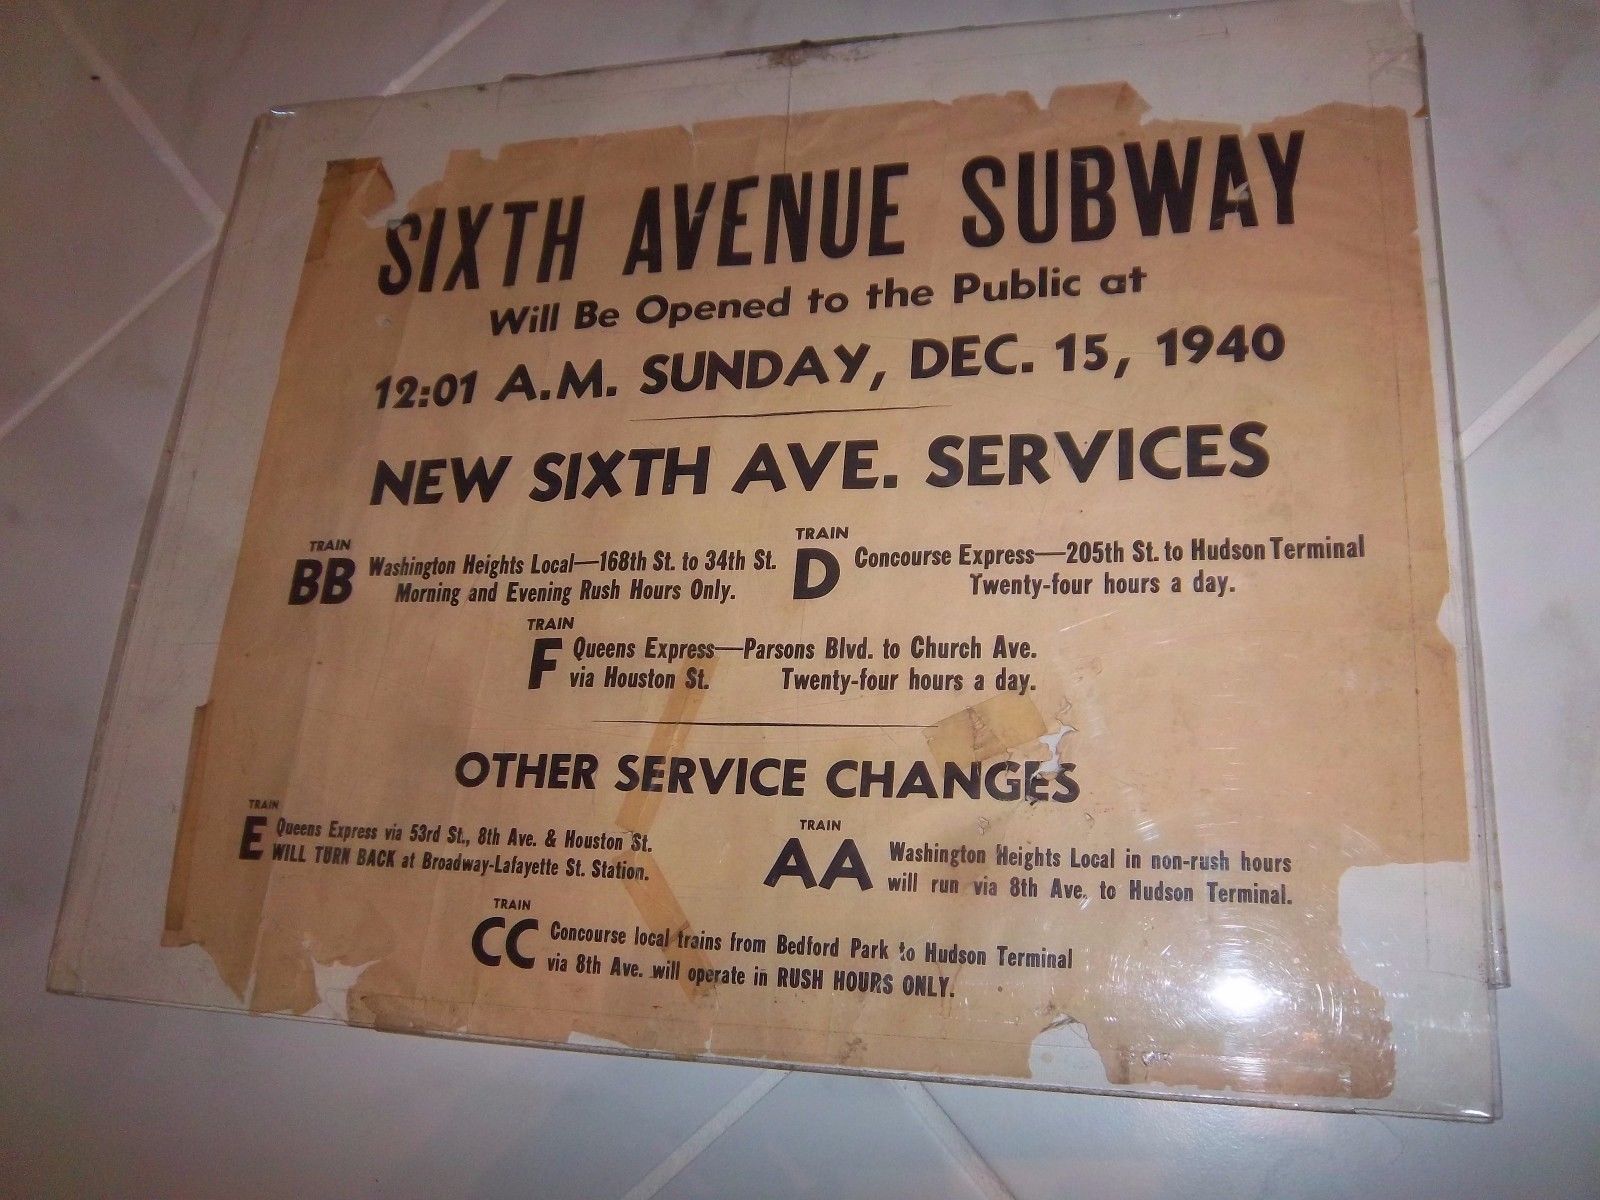 SIXTH AVENUE SUBWAY
Will Be Opened to the Public at
12:01 A.M. SUNDAY, DEC. 15, 1940
NEW SIXTH AVE. SERVICES
TRAIN
BB Washington Heights Local—168th St. to 34th St.
Morning and Evening Rush Hours Only.
TRAIN
D Concourse Express—205th St. to Hudson Terminal
Twenty-four hours a day.
TRAIN
F Queens Express—Parsons Blvd. to Church Ave.
via Houston St. Twenty-four hours a day.
OTHER SERVICE CHANGES
TRAIN
E Queens Express via 53rd St., 8th Ave. & Houston St.
WILL TURN BACK at Broadway-Lafayette St. Station.
TRAIN
AA Washington Heights Local in non-rush hours
will run via 8th Ave. to Hudson Terminal.
TRAIN
CC Concourse local trains from Bedford Park to Hudson Terminal
via 8th Ave. will operate in RUSH HOURS ONLY.